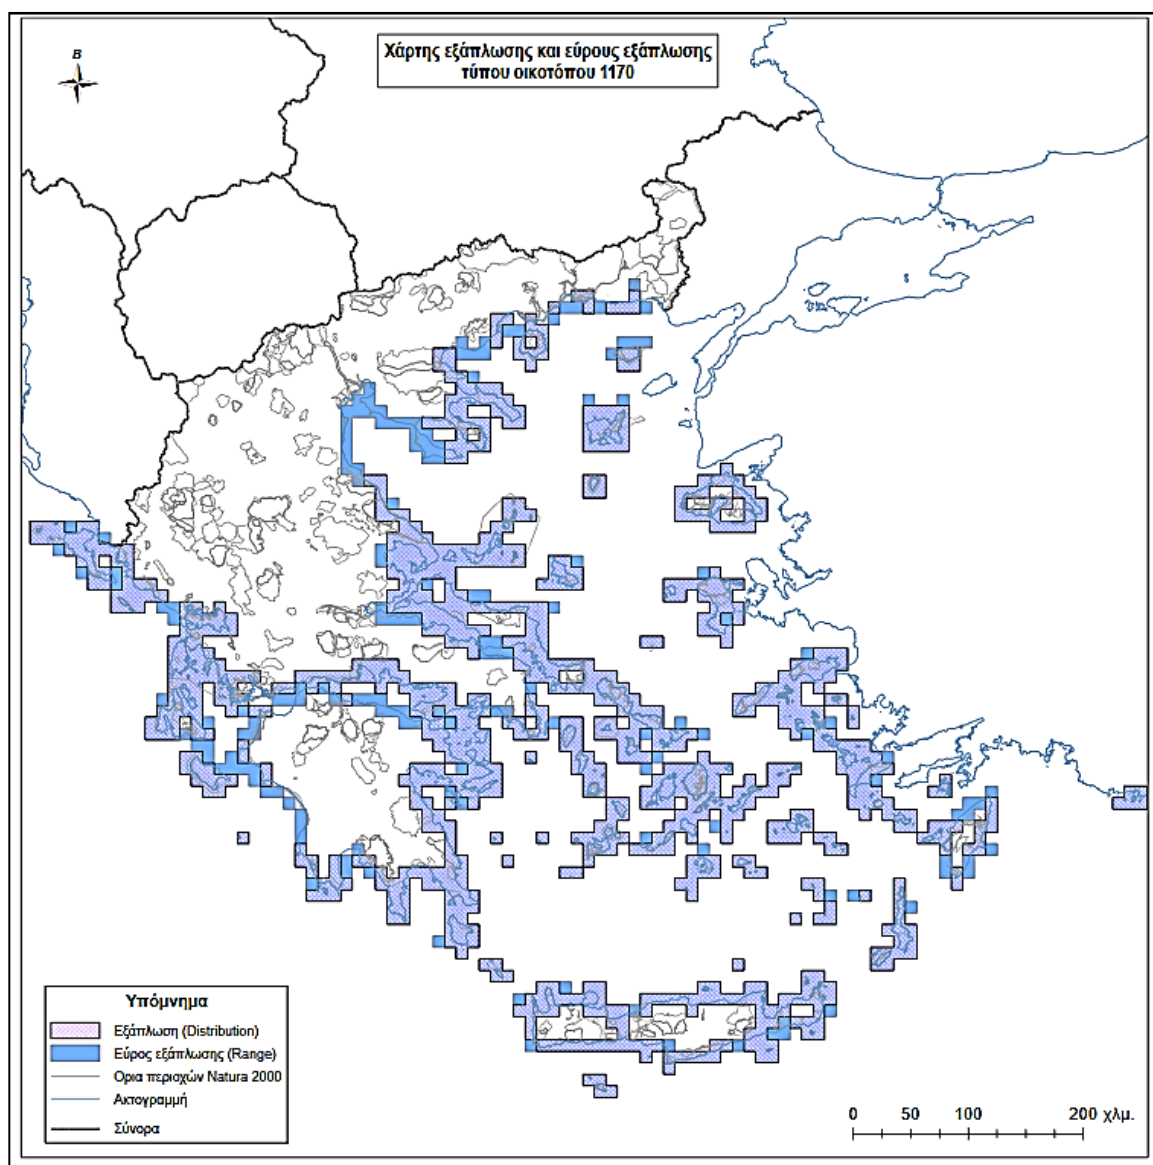 Χάρτης εξάπλωσης και εύρους εξάπλωσης
τύπου οικοτόπου 1170
Β
Υπόμνημα
Εξάπλωση (Distribution)
Εύρος εξάπλωσης (Range)
Ορια περιοχών Natura 2000
Ακτογραμμή
Σύνορα
0 50 100 200 χλμ.